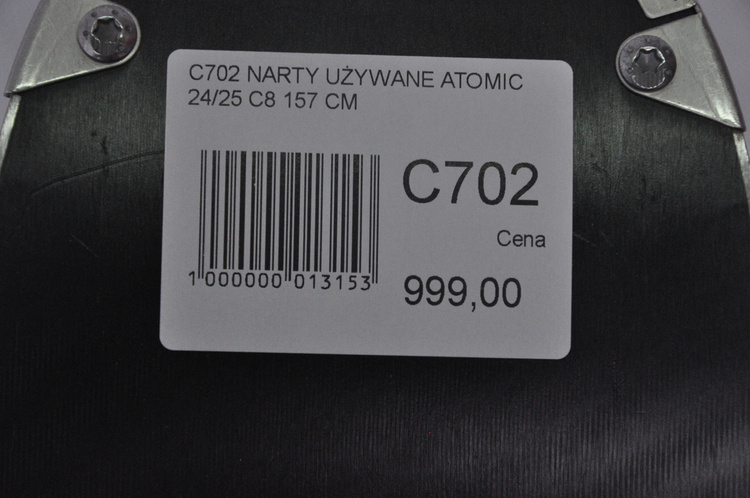 C702 NARTY UŻYWANE ATOMIC
24/25 C8 157 CM
C702
Cena
999,00
1 000000 013153